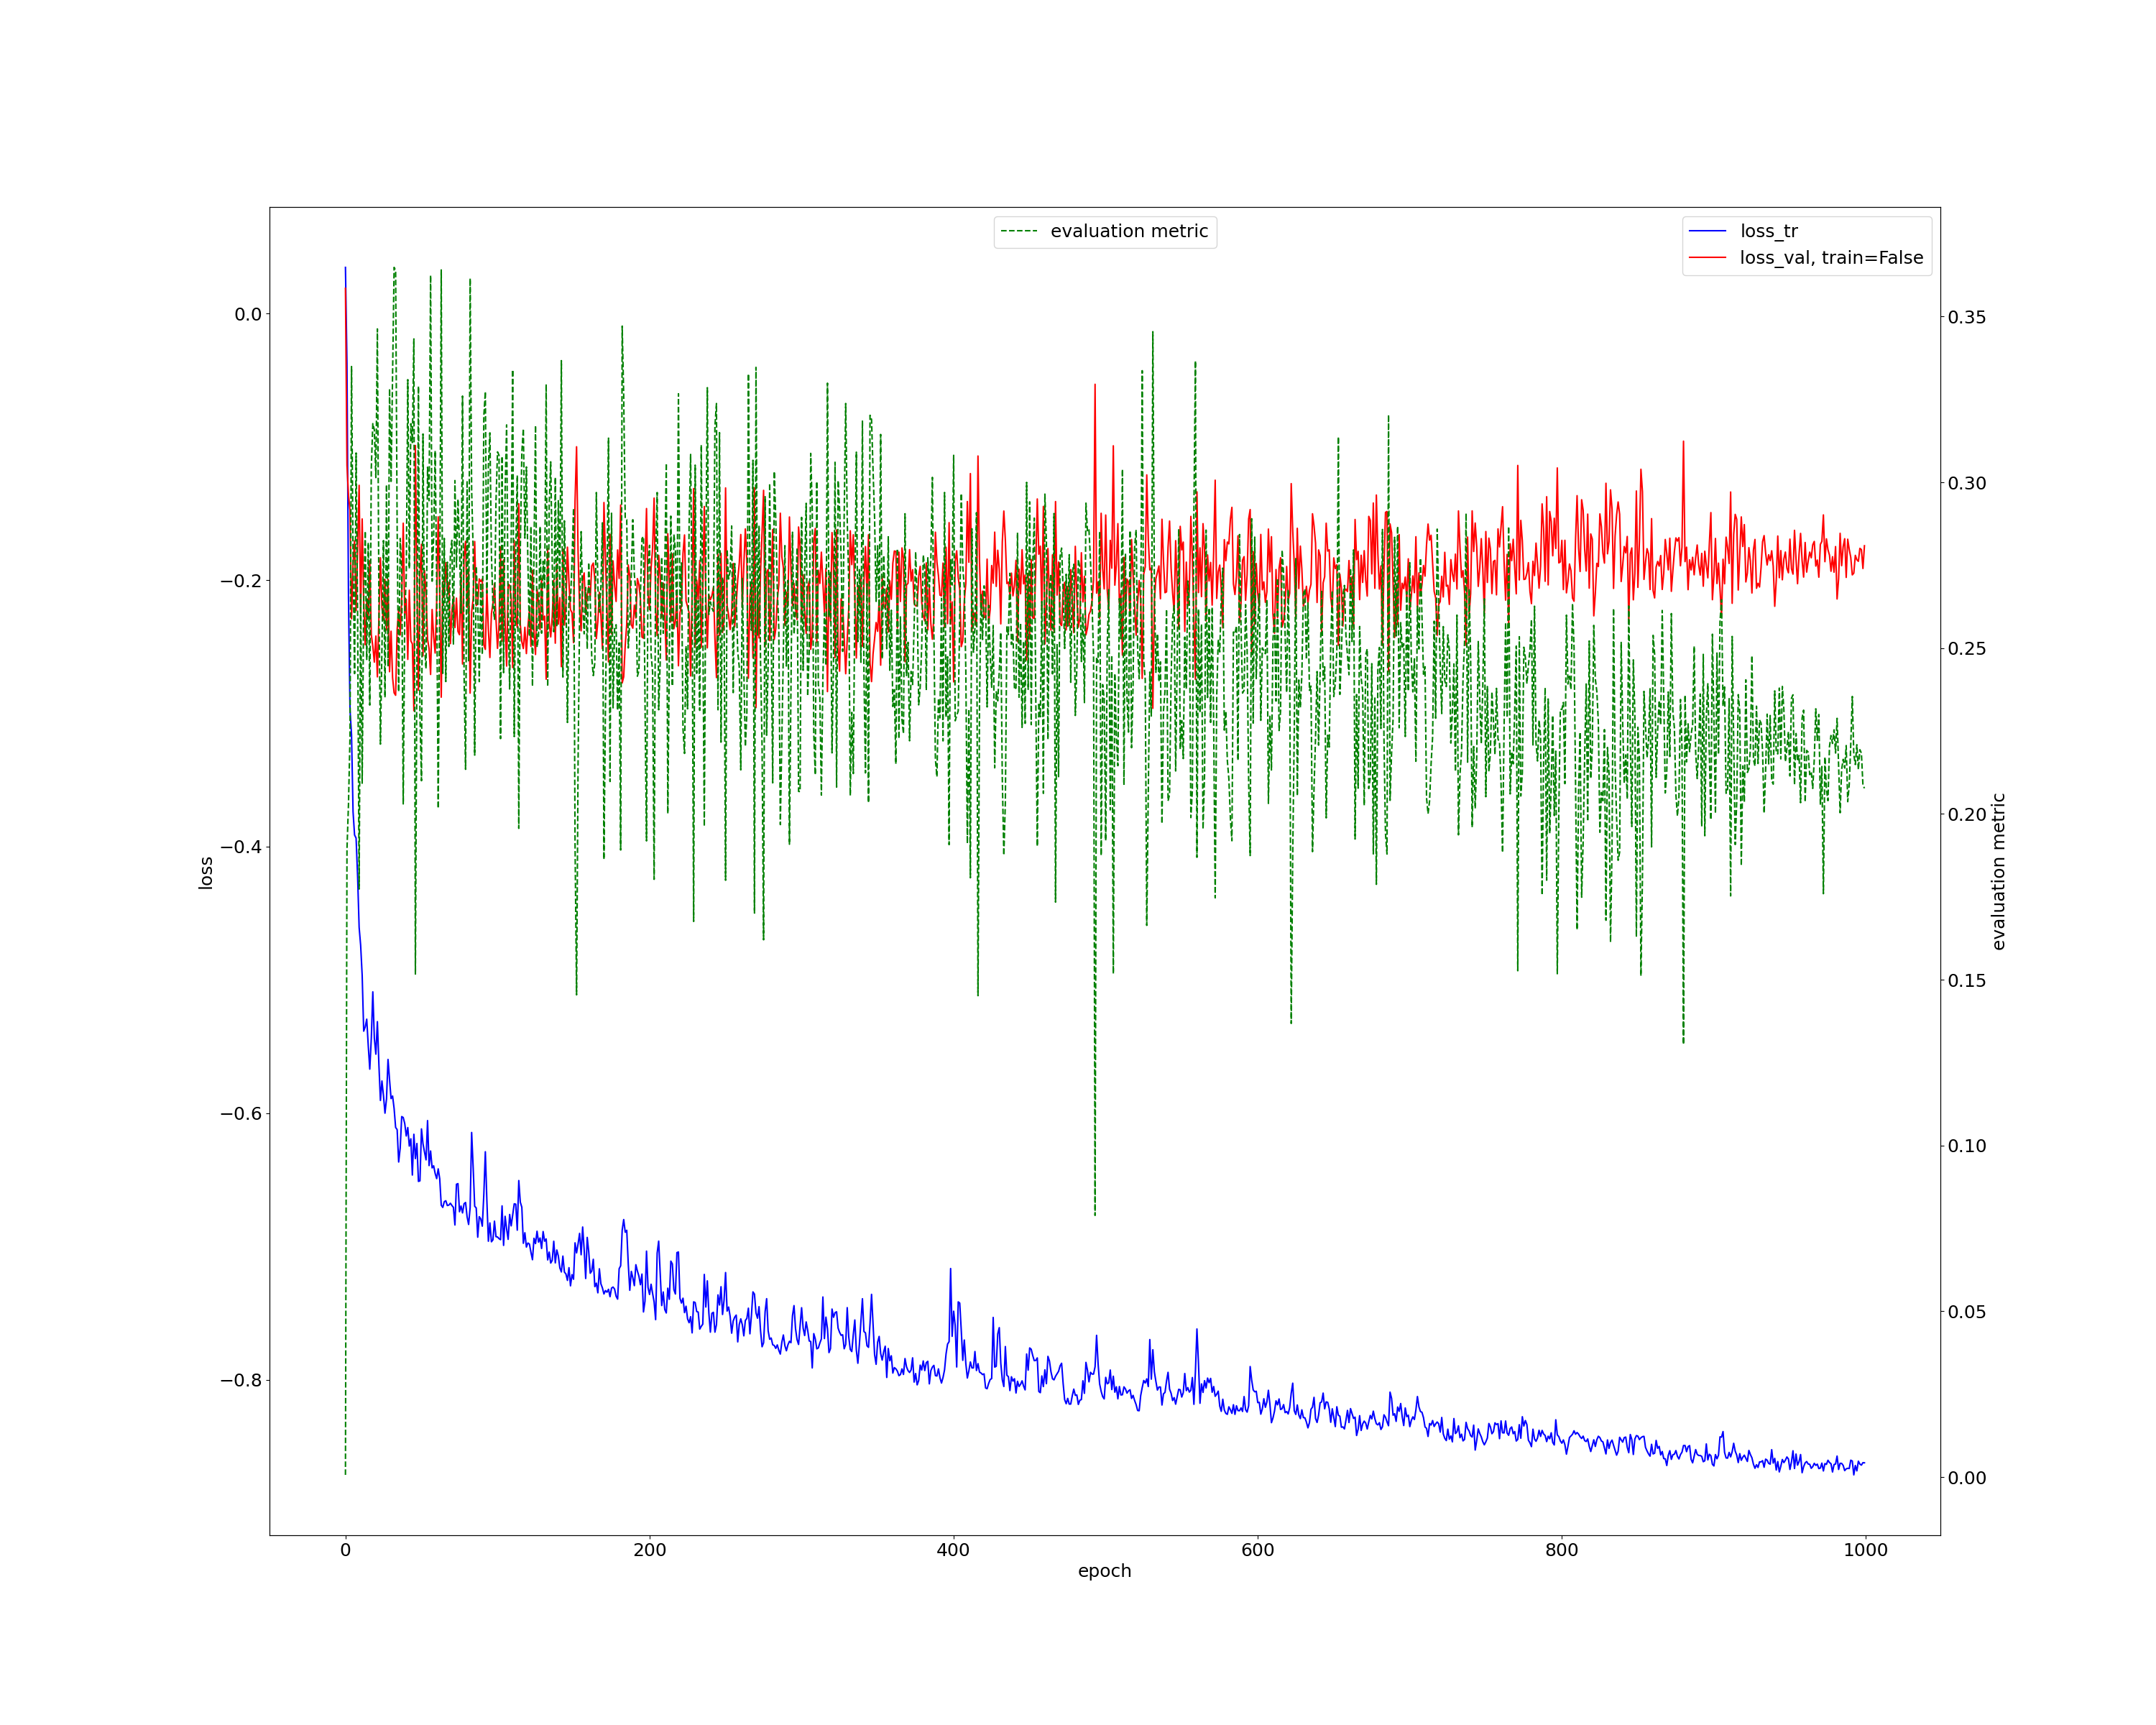 evaluation metric
loss_tr
loss_val, train=False
0.0
−0.2
−0.4
−0.6
−0.8
loss
0.35
0.30
0.25
0.20
0.15
0.10
0.05
0.00
evaluation metric
0 200 400 600 800 1000
epoch